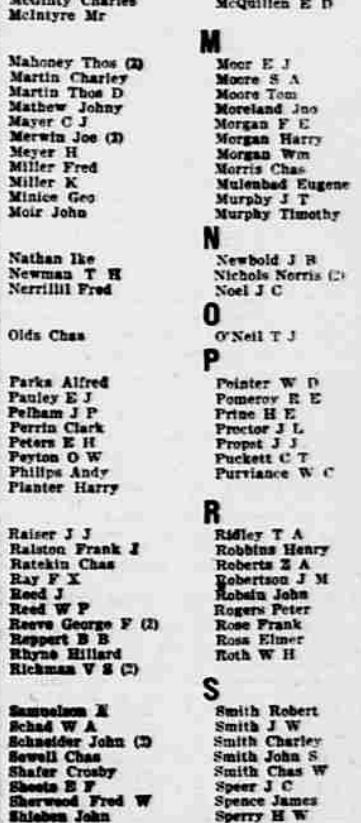 McGinty Charles
McIntyre Mr
McQuillen E D
M
Mahoney Thos (2)
Martin Charley
Martin Thos D
Mathew Johny
Mayer C J
Merwin Joe (2)
Meyer H
Miller Fred
Miller K
Minice Geo
Moir John
Moor E J
Moore S A
Moore Tom
Moreland Jno
Morgan F E
Morgan Harry
Morgan Wm
Morris Chas
Mulenbad Eugene
Murphy J T
Murphy Timothy
N
Nathan Ike
Newman T H
Nerrillil Fred
Newbold J B
Nichols Norris (2)
Noel J C
O
Olds Chas
O'Neil T J
P
Parks Alfred
Pauley E J
Pelham J P
Perrin Clark
Peters E H
Peyton O W
Philips Andy
Planter Harry
Pointer W D
Pomeroy R E
Prine H E
Proctor J L
Propst J J
Puckett C T
Purviance W C
R
Raiser J J
Ralston Frank J
Ratekin Chas
Ray F X
Reed J
Reed W P
Reeve George F (2)
Reppert B B
Rhyne Hillard
Richman V S (2)
Ridley T A
Robbins Henry
Roberts Z A
Robertson J M
Robsin John
Rogers Peter
Rose Frank
Ross Elmer
Roth W H
S
Samuelson E
Schad W A
Schneider John (2)
Sewell Chas
Shafer Crosby
Sheets B F
Sherwood Fred W
Shieben John
Smith Robert
Smith J W
Smith Charley
Smith John S
Smith Chas W
Speer J C
Spence James
Sperry H W